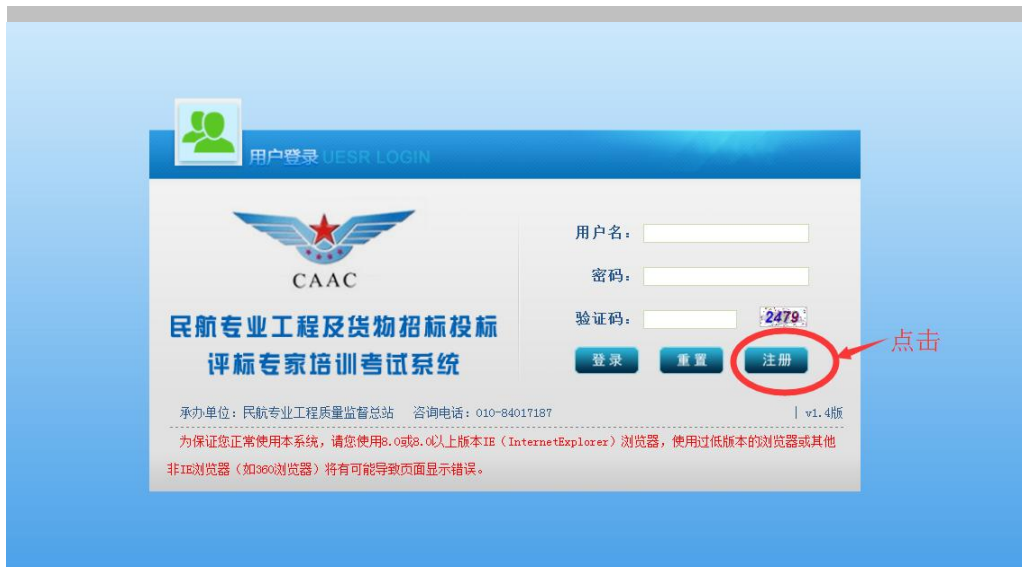 用户登录 UESR LOGIN
CAAC
民航专业工程及货物招标投标
评标专家培训考试系统
用户名：
密码：
验证码： 2479
登录 重置 注册
点击
承办单位：民航专业工程质量监督总站 咨询电话：010-84017187 | v1.4版
为保证您正常使用本系统，请您使用8.0或8.0以上版本IE（InternetExplorer）浏览器，使用过低版本的浏览器或其他
非IE浏览器（如360浏览器）将有可能导致页面显示错误。